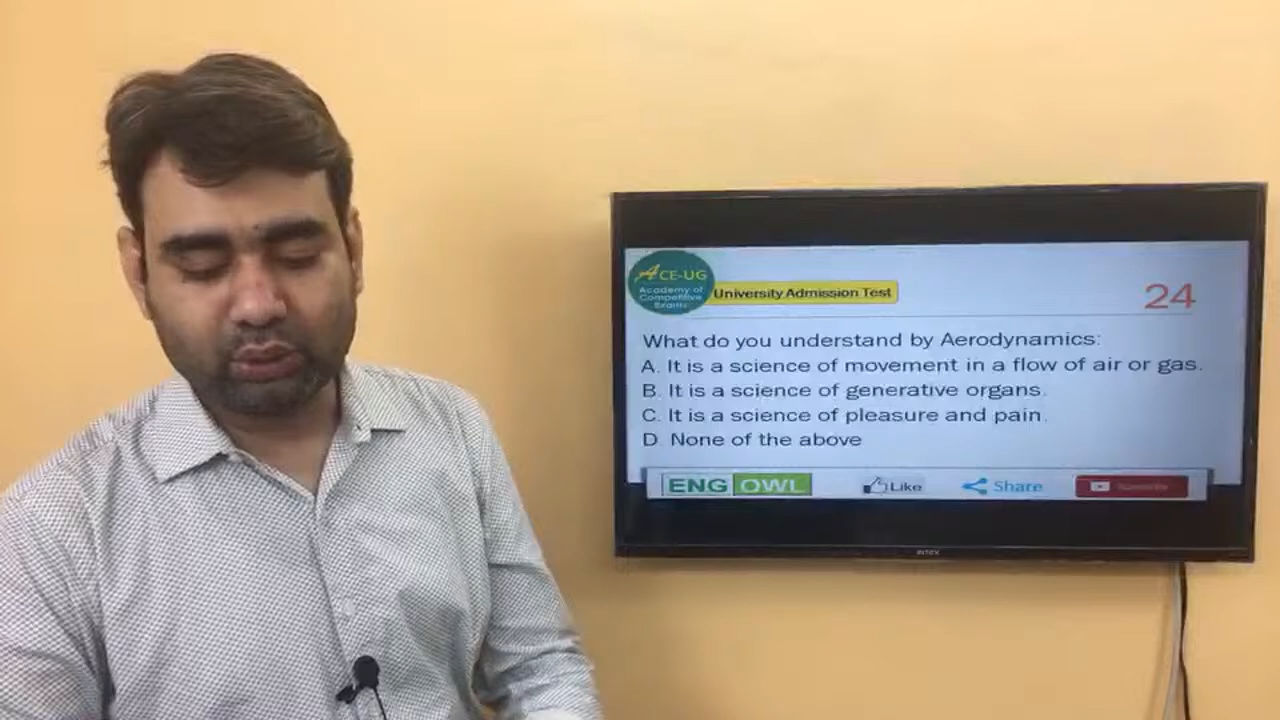 ACE-UG
Academy of
Competitive
Exams
University Admission Test
24
What do you understand by Aerodynamics:
A. It is a science of movement in a flow of air or gas.
B. It is a science of generative organs.
C. It is a science of pleasure and pain.
D. None of the above
ENG OWL
Like
Share
Subscribe
INTEX